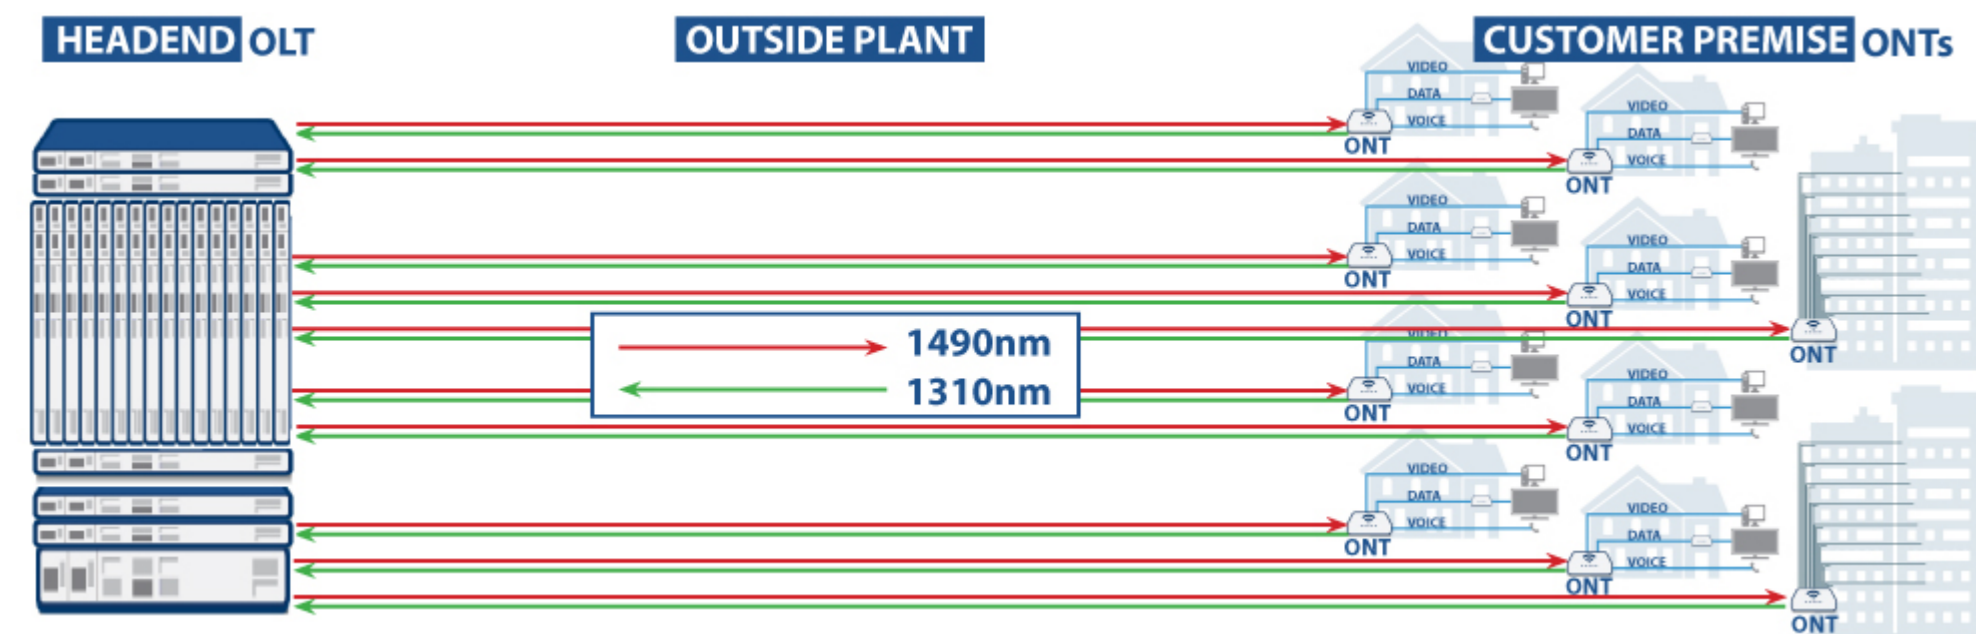 HEADEND OLT
OUTSIDE PLANT
CUSTOMER PREMISE ONTs
VIDEO
DATA
VOICE
ONT
VIDEO
DATA
VOICE
ONT
VIDEO
DATA
VOICE
ONT
VIDEO
DATA
VOICE
ONT
ONT
1490nm
1310nm
VIDEO
DATA
VOICE
ONT
VIDEO
DATA
VOICE
ONT
VIDEO
DATA
VOICE
ONT
VIDEO
DATA
VOICE
ONT
ONT